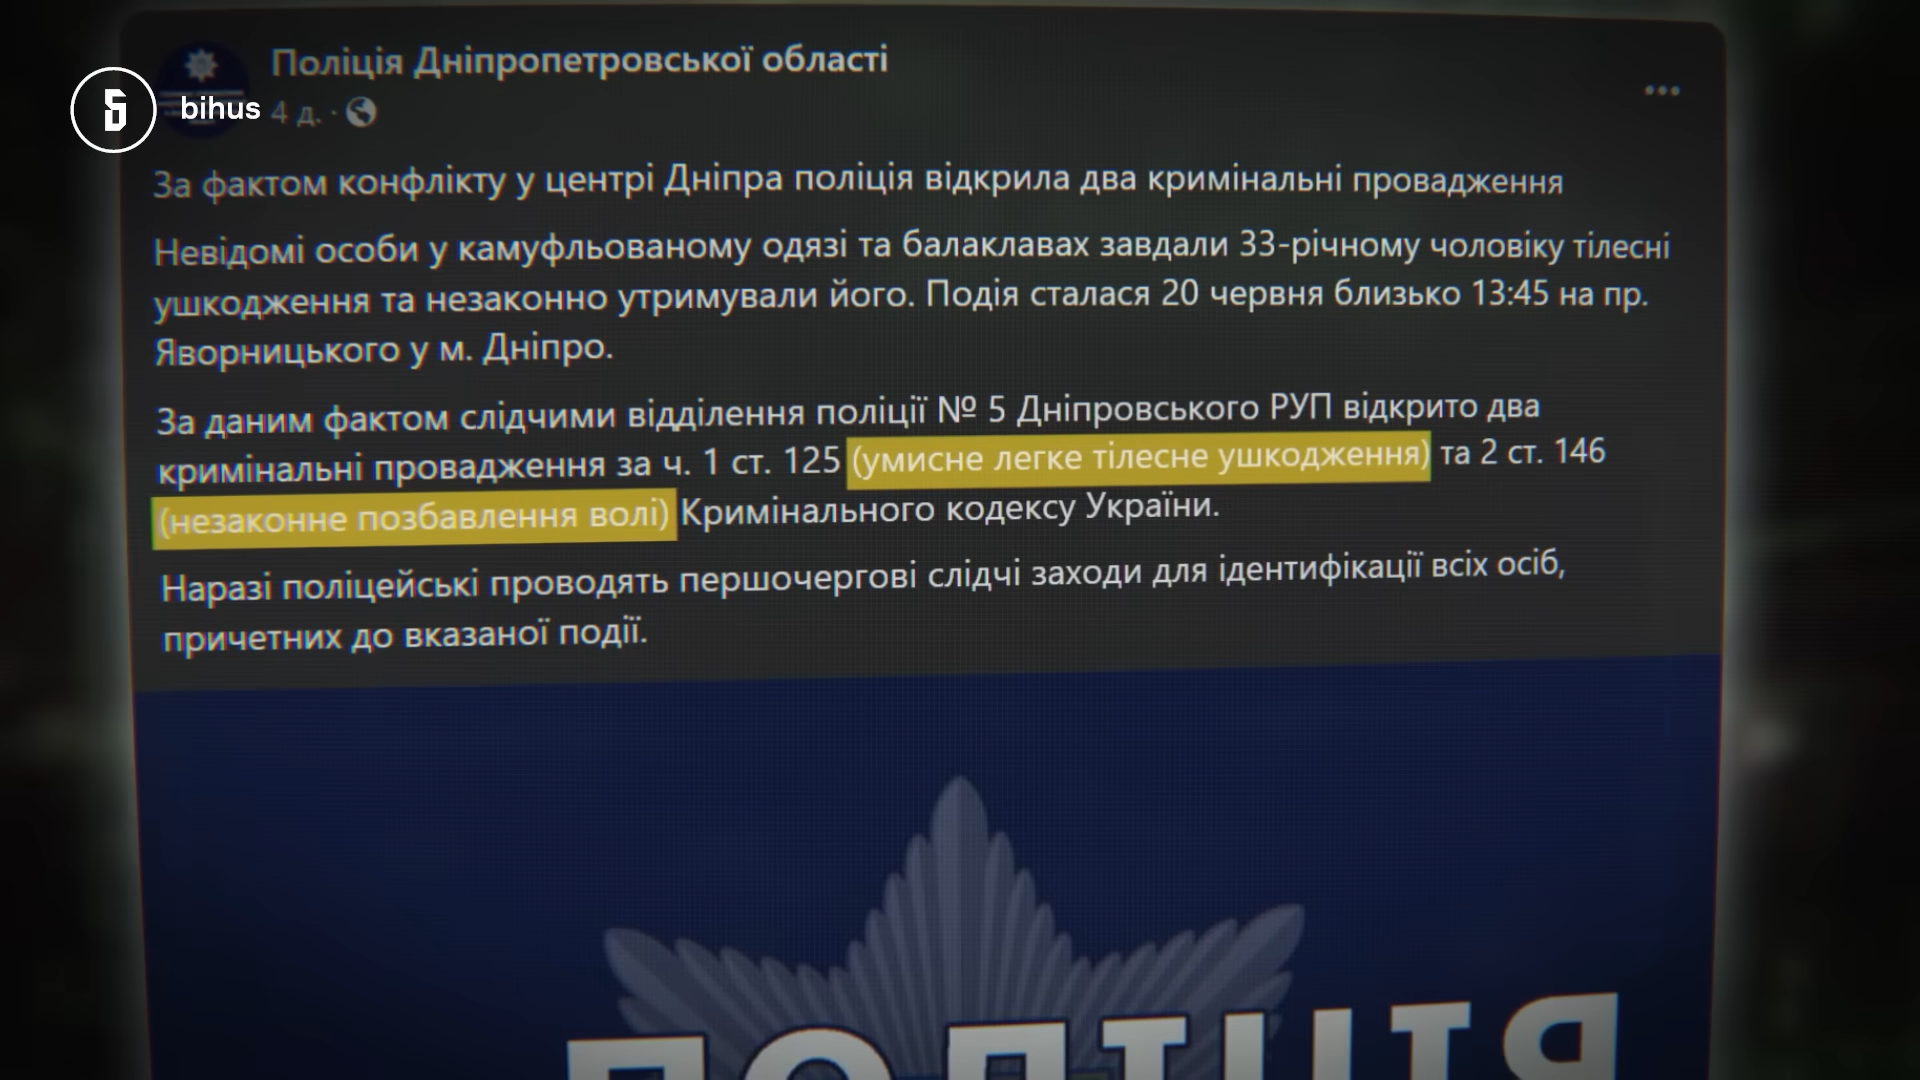 Поліція Дніпропетровської області
bihus
4 д. ·
За фактом конфлікту у центрі Дніпра поліція відкрила два кримінальні провадження
Невідомі особи у камуфльованому одязі та балаклавах завдали 33-річному чоловіку тілесні
ушкодження та незаконно утримували його. Подія сталася 20 червня близько 13:45 на пр.
Яворницького у м. Дніпро.
За даним фактом слідчими відділення поліції № 5 Дніпровського РУП відкрито два
кримінальні провадження за ч. 1 ст. 125 (умисне легке тілесне ушкодження) та 2 ст. 146
(незаконне позбавлення волі) Кримінального кодексу України.
Наразі поліцейські проводять першочергові слідчі заходи для ідентифікації всіх осіб,
причетних до вказаної події.
ПОЛІЦІЯ